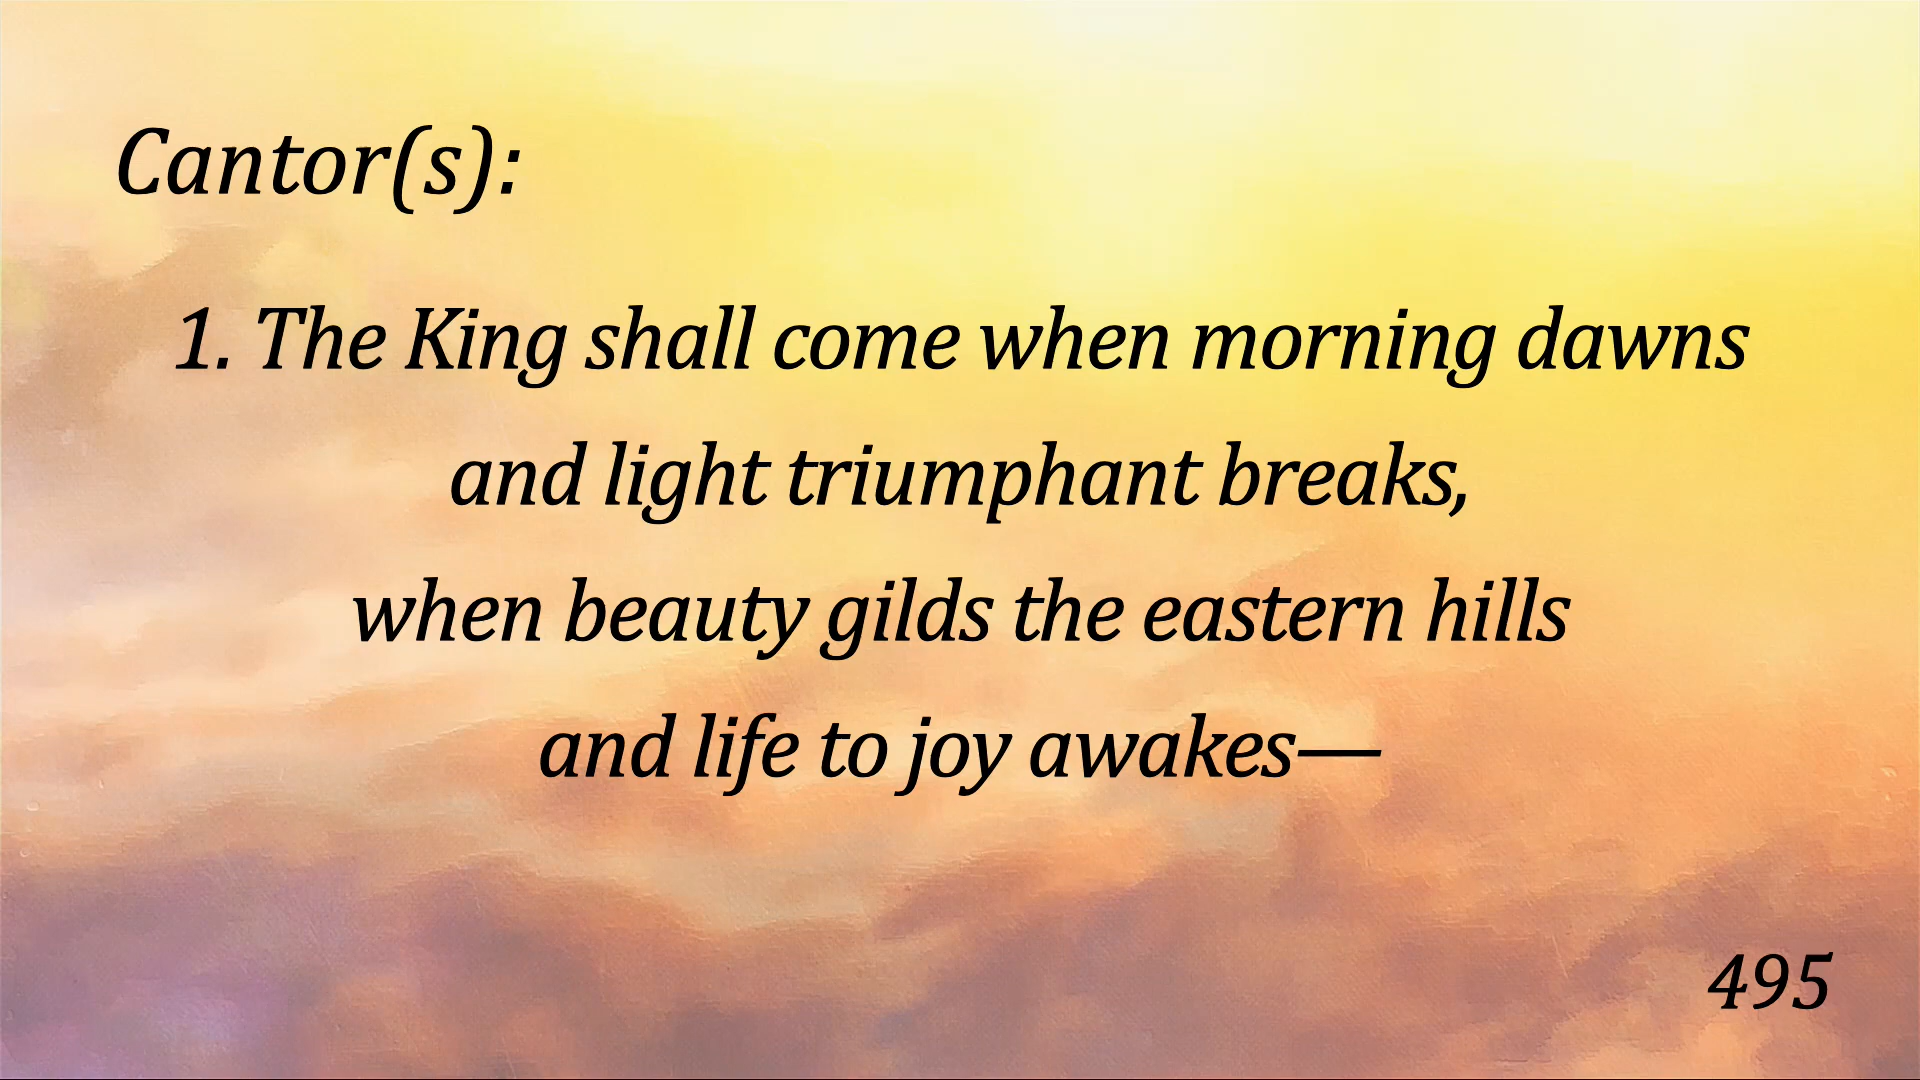 Cantor(s):
1. The King shall come when morning dawns
and light triumphant breaks,
when beauty gilds the eastern hills
and life to joy awakes—
495